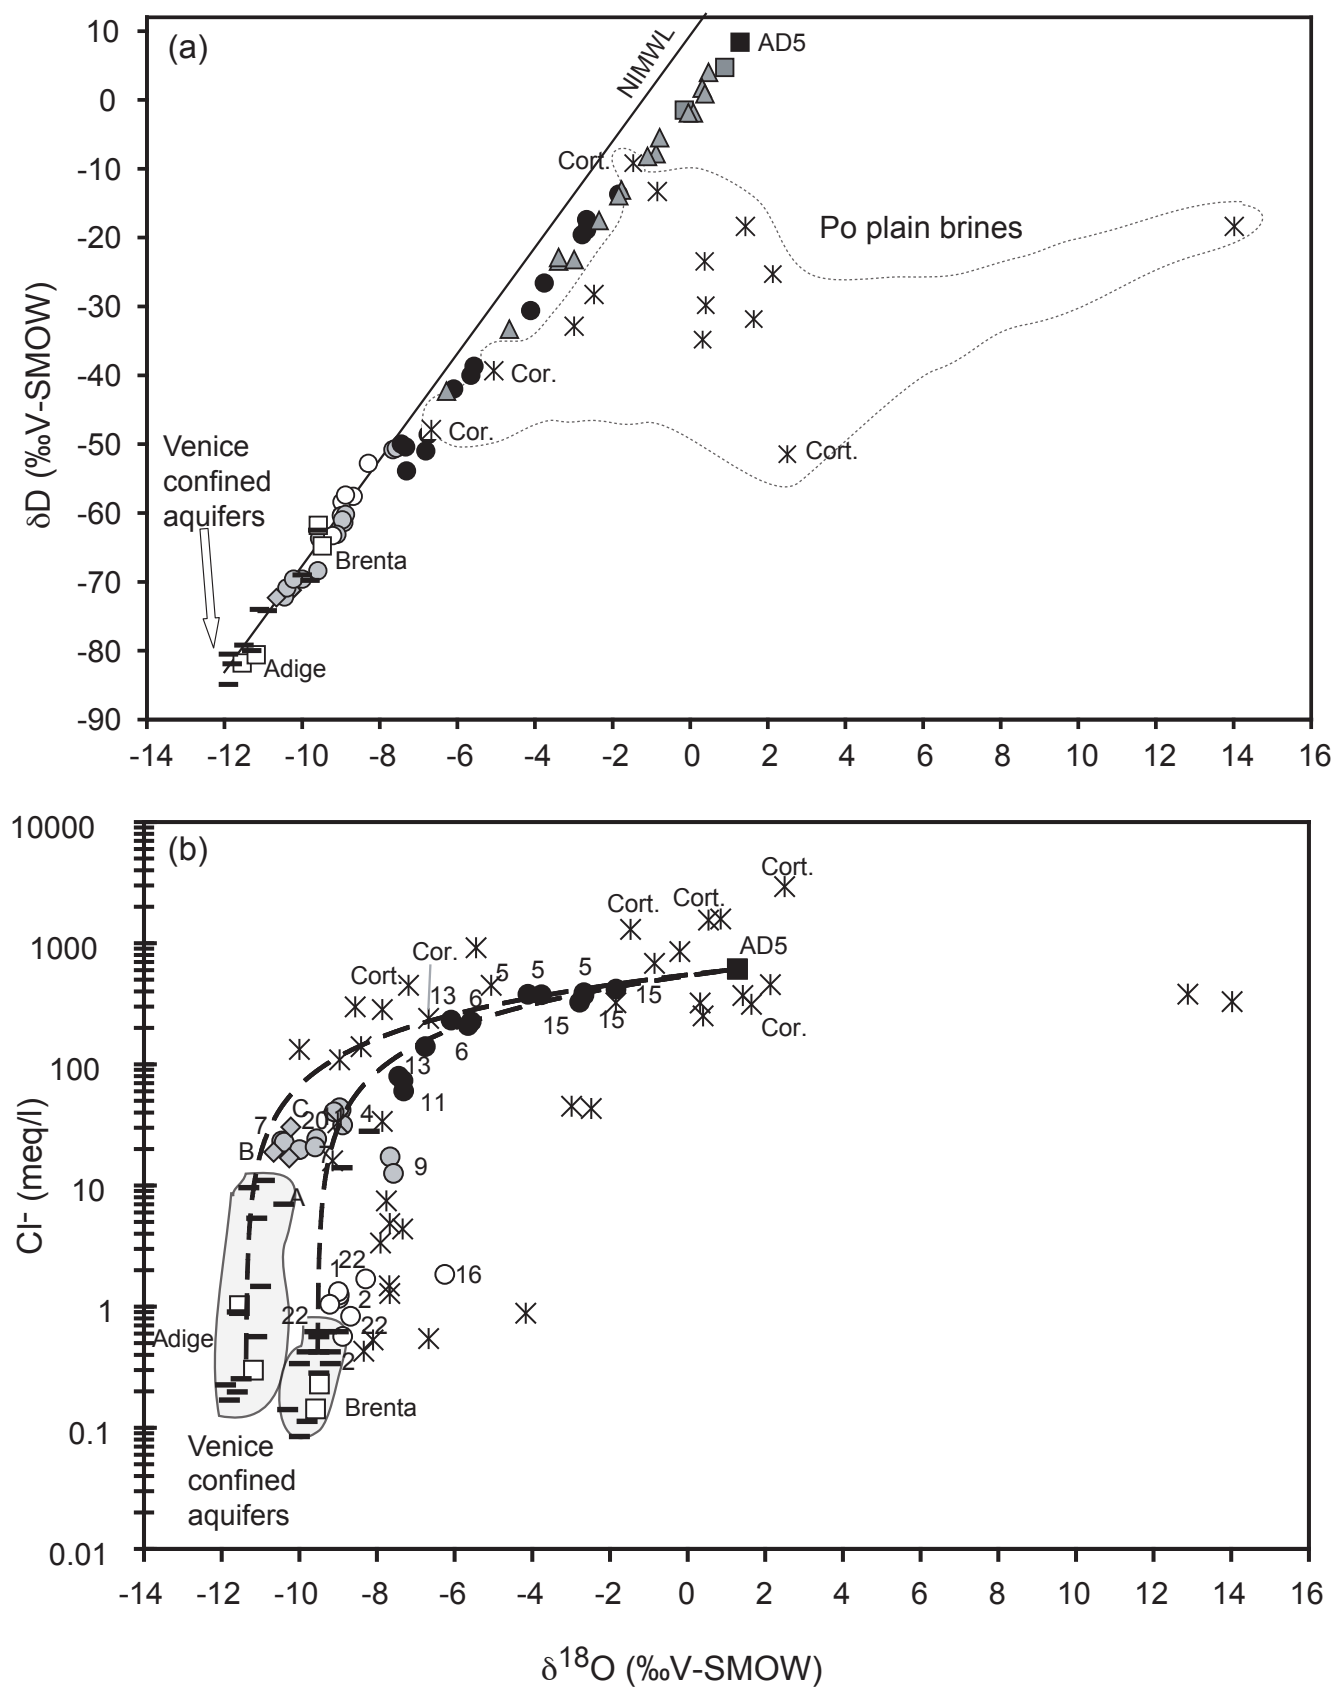 10
(a)
NIMWL
AD5
0
-10
Cort.
-20
Po plain brines
-30
δD (‰V-SMOW)
-40
Cor.
Cor.
-50
Cort.
Venice
confined
aquifers
-60
Brenta
-70
-80
Adige
-90
-14 -12 -10 -8 -6 -4 -2 0 2 4 6 8 10 12 14 16
10000
(b)
Cort.
Cort.
Cort.
1000
AD5
Cor.
5 5 5
Cort.
13 6
15
15 15
Cor.
6
100
13
11
C
7 20 4
B
7
9
10
A
Cl- (meq/l)
22
1
16
2
1
22
22
Adige
2
Brenta
0.1
Venice
confined
aquifers
0.01
-14 -12 -10 -8 -6 -4 -2 0 2 4 6 8 10 12 14 16
δ18O (‰V-SMOW)